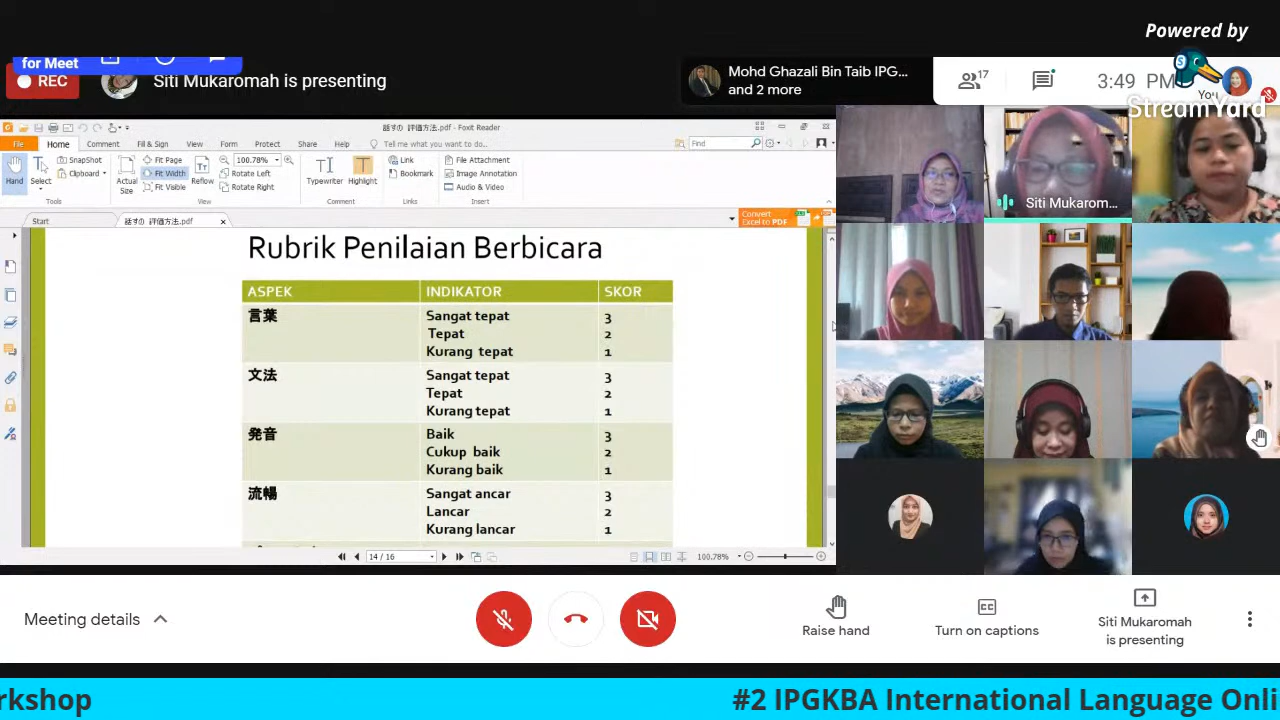 Powered by
StreamYard
for Meet
REC
Siti Mukaromah is presenting
Mohd Ghazali Bin Taib IPG...
and 2 more
17
3:49 PM
You
話すの 評価方法.pdf - Foxit Reader
File
Home
Comment
Fill & Sign
View
Form
Protect
Share
Help
Tell me what you want to do...
Find
Hand
Select
SnapShot
Clipboard
Actual
Size
Fit Page
Fit Width
Fit Visible
Reflow
100.78%
Rotate Left
Rotate Right
Typewriter
Highlight
Link
Bookmark
File Attachment
Image Annotation
Audio & Video
Tools
View
Comment
Links
Insert
Start
話すの 評価方法.pdf
Convert
Excel to PDF
Rubrik Penilaian Berbicara
ASPEK INDIKATOR SKOR
言葉 Sangat tepat 3
Tepat 2
Kurang tepat 1
文法 Sangat tepat 3
Tepat 2
Kurang tepat 1
発音 Baik 3
Cukup baik 2
Kurang baik 1
流暢 Sangat ancar 3
Lancar 2
Kurang lancar 1
14 / 16
100.78%
Siti Mukarom...
Meeting details
Raise hand
Turn on captions
Siti Mukaromah
is presenting
rkshop
#2 IPGKBA International Language Onli